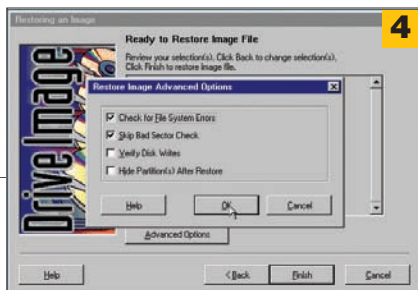 Restoring an Image
4
Drive Image
Ready to Restore Image File
Review your selection(s). Click Back to change selection(s).
Click Finish to restore image file.
Restore Image Advanced Options
Check for File System Errors
Skip Bad Sector Check
Verify Disk Writes
Hide Partition(s) After Restore
Help
OK
Cancel
Advanced Options
Help
< Back
Finish
Cancel